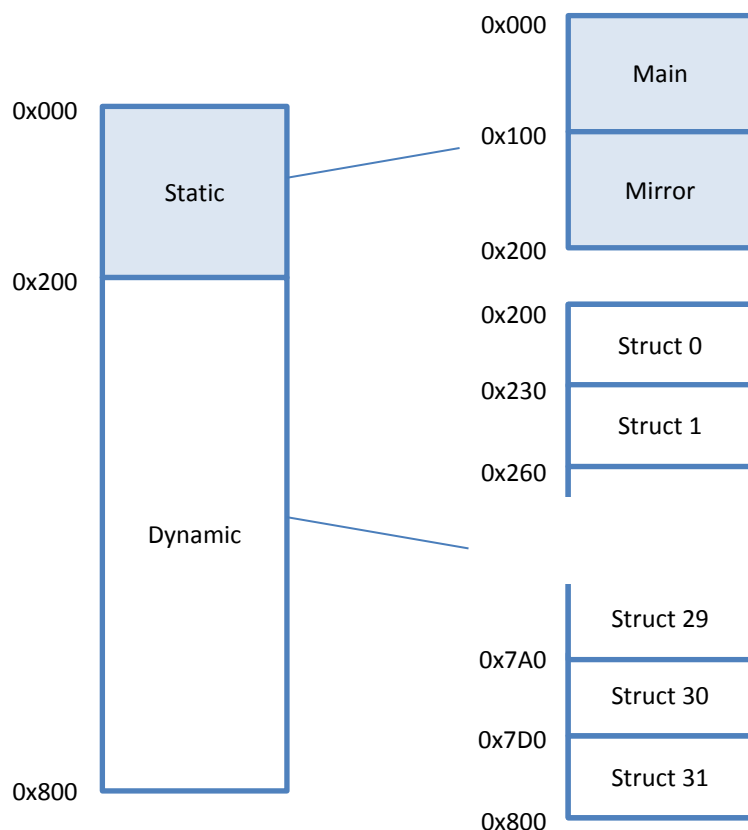 0x000
Static
0x200
Dynamic
0x800
0x000
Main
0x100
Mirror
0x200
0x200
Struct 0
0x230
Struct 1
0x260
Struct 29
0x7A0
Struct 30
0x7D0
Struct 31
0x800